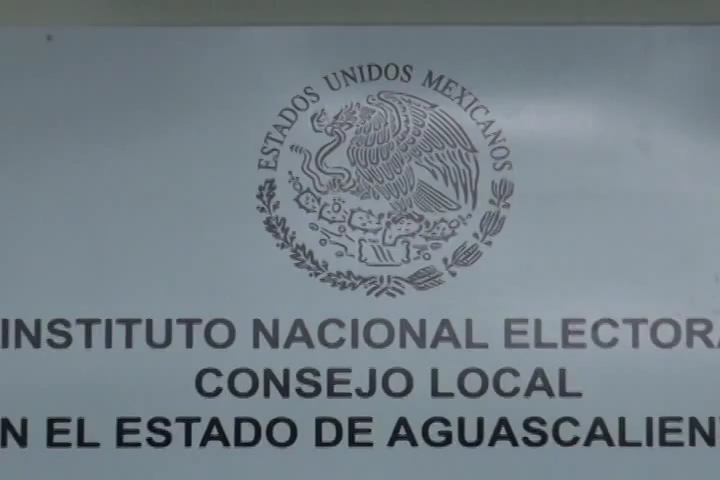 ESTADOS UNIDOS MEXICANOS
INSTITUTO NACIONAL ELECTORA
CONSEJO LOCAL
N EL ESTADO DE AGUASCALIEN